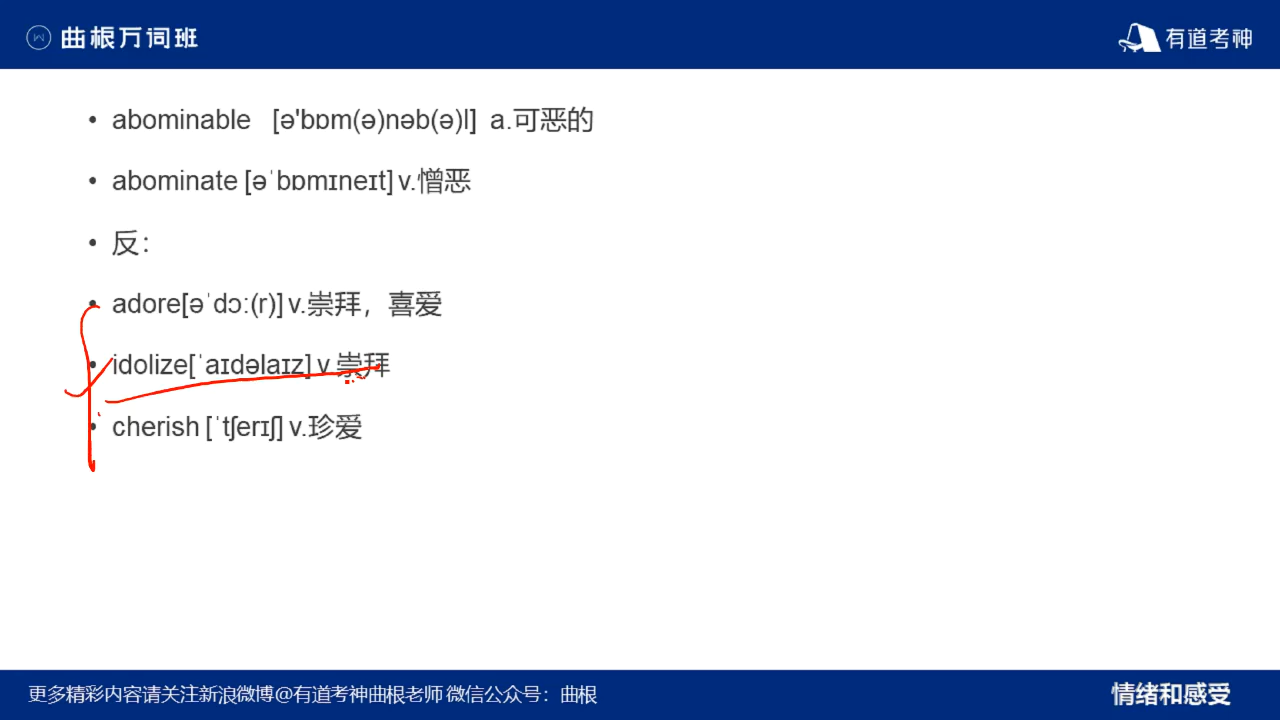 曲根万词班
有道考神
• abominable [ə'bɒm(ə)nəb(ə)l] a.可恶的
• abominate [əˈbɒmɪneɪt] v.憎恶
• 反：
• adore[əˈdɔː(r)] v.崇拜，喜爱
• idolize[ˈaɪdəlaɪz] v.崇拜
• cherish [ˈtʃerɪʃ] v.珍爱
更多精彩内容请关注新浪微博@有道考神曲根老师 微信公众号：曲根
情绪和感受